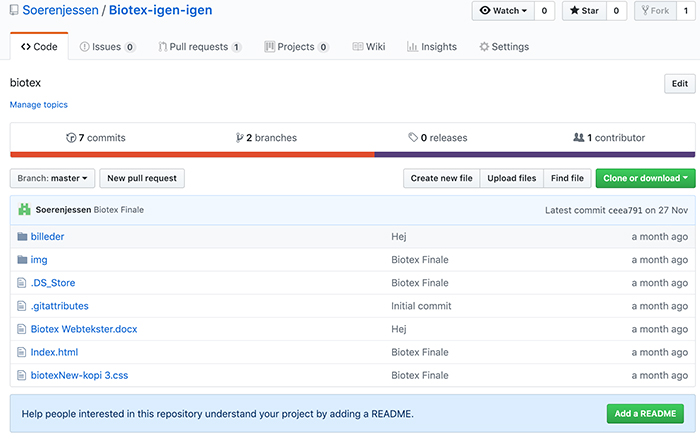 Soerenjessen / Biotex-igen-igen
Watch 0 Star 0 Fork 1
Code Issues 0 Pull requests 1 Projects 0 Wiki Insights Settings
biotex Edit
Manage topics
7 commits 2 branches 0 releases 1 contributor
Branch: master New pull request Create new file Upload files Find file Clone or download
Soerenjessen Biotex Finale Latest commit ceea791 on 27 Nov
billeder Hej a month ago
img Biotex Finale a month ago
.DS_Store Biotex Finale a month ago
.gitattributes Initial commit a month ago
Biotex Webtekster.docx Hej a month ago
Index.html Biotex Finale a month ago
biotexNew-kopi 3.css Biotex Finale a month ago
Help people interested in this repository understand your project by adding a README. Add a README